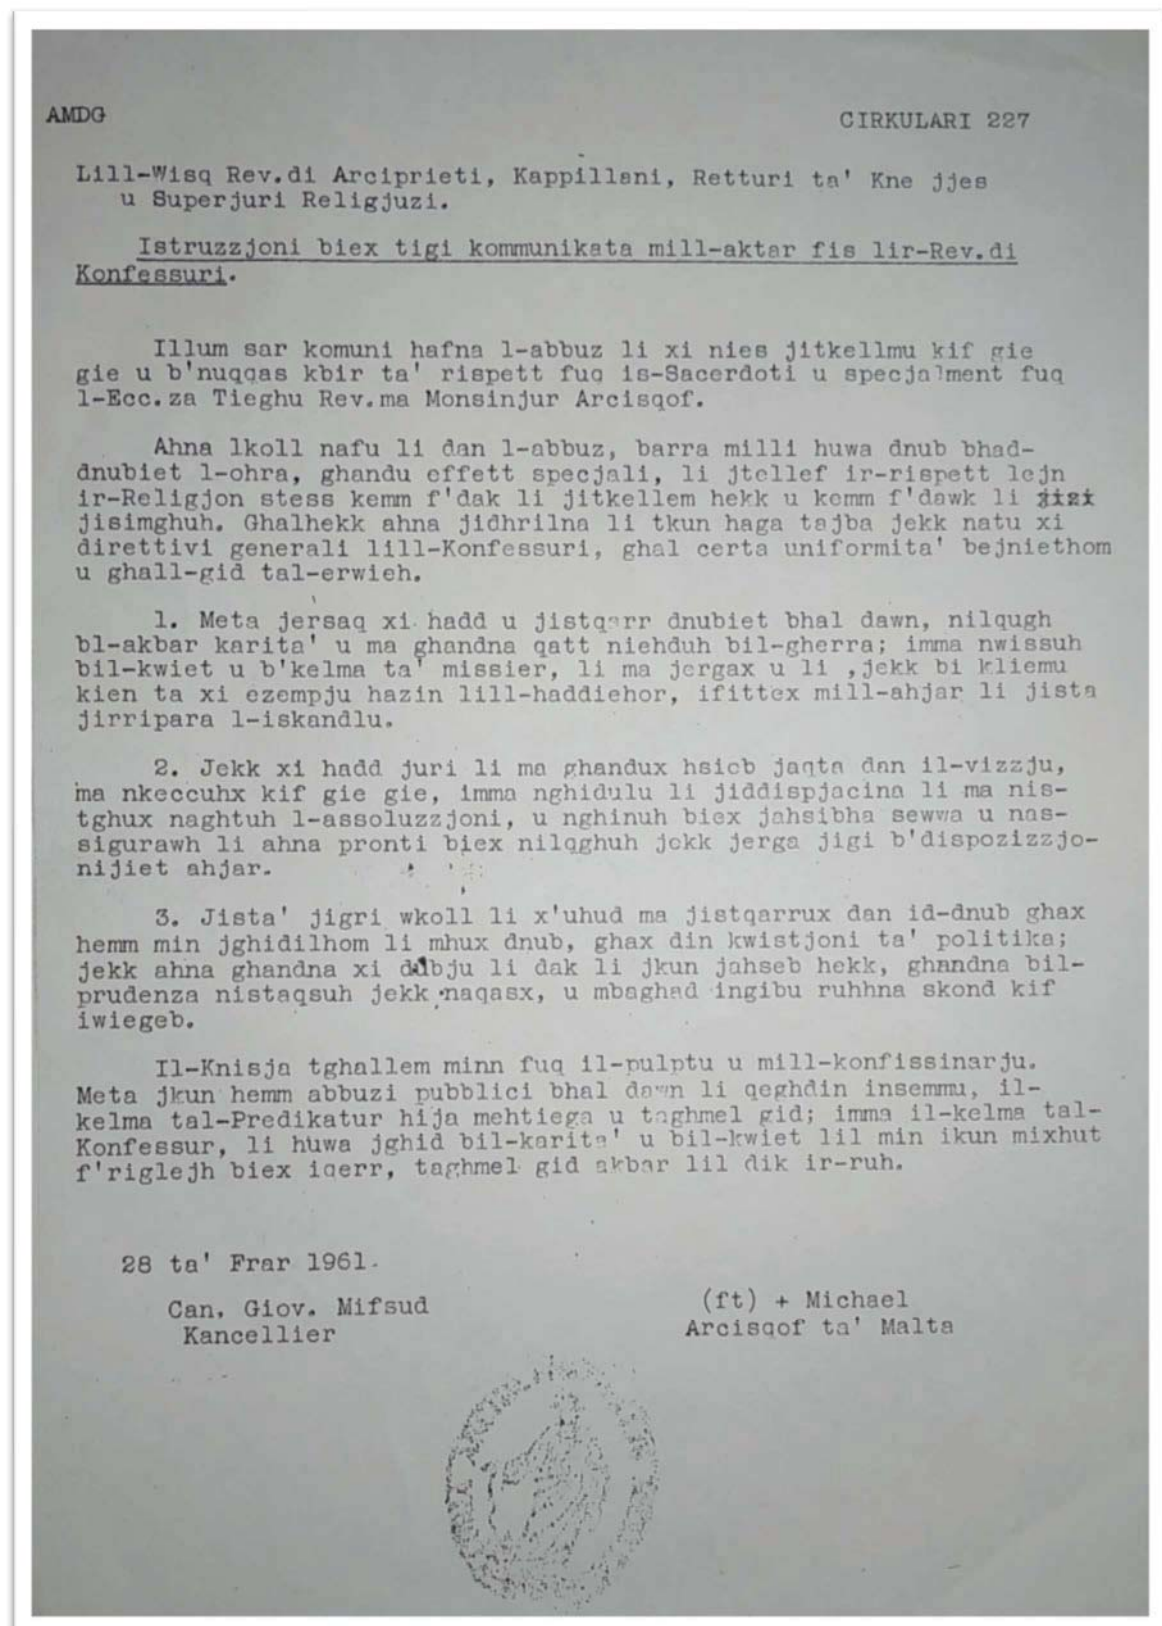 AMDG
CIRKULARI 227
Lill-Wisq Rev.di Arciprieti, Kappillani, Retturi ta' Kne jjes
u Superjuri Religjuzi.
Istruzzjoni biex tigi kommunikata mill-aktar fis lir-Rev.di
Konfessuri.
Illum sar komuni hafna l-abbuz li xi nies jitkellmu kif gie
gie u b'nuqqas kbir ta' rispett fuq is-Sacerdoti u specjalment fuq
l-Ecc.za Tieghu Rev.ma Monsinjur Arcisqof.
Ahna lkoll nafu li dan l-abbuz, barra milli huwa dnub bhad-
dnubiet l-ohra, ghandu effett specjali, li jtellef ir-rispett lejn
ir-Religjon stess kemm f'dak li jitkellem hekk u kemm f'dawk li
jisimghuh. Ghalhekk ahna jidhrilna li tkun haga tajba jekk natu xi
direttivi generali lill-Konfessuri, ghal certa uniformita' bejniethom
u ghall-gid tal-erwieh.
1. Meta jersaq xi hadd u jistqarr dnubiet bhal dawn, nilqugh
bl-akbar karita' u ma ghandna qatt niehduh bil-gherra; imma nwissuh
bil-kwiet u b'kelma ta' missier, li ma jergax u li ,jekk bi kliemu
kien ta xi ezempju hazin lill-haddiehor, ifittex mill-ahjar li jista
jirripara l-iskandlu.
2. Jekk xi hadd juri li ma ghandux hsieb jaqta dan il-vizzju,
ma nkeccuhx kif gie gie, imma nghidulu li jiddispjacina li ma nis-
tghux naghtuh l-assoluzzjoni, u nghinuh biex jahsibha sewwa u nas-
sigurawh li ahna pronti biex nilqghuh jekk jerga jigi b'dispozizzjo-
nijiet ahjar.
3. Jista' jigri wkoll li x'uhud ma jistqarrux dan id-dnub ghax
hemm min jghidilhom li mhux dnub, ghax din kwistjoni ta' politika;
jekk ahna ghandna xi dubju li dak li jkun jahseb hekk, ghandna bil-
prudenza nistaqsuh jekk naqasx, u mbaghad ingibu ruhhna skond kif
iwiegeb.
Il-Knisja tghallem minn fuq il-pulptu u mill-konfissinarju.
Meta jkun hemm abbuzi pubblici bhal dawn li qeghdin insemmu, il-
kelma tal-Predikatur hija mehtiega u taghmel gid; imma il-kelma tal-
Konfessur, li huwa jghid bil-karita' u bil-kwiet lil min ikun mixhut
f'riglejh biex iqerr, taghmel gid akbar lil dik ir-ruh.
28 ta' Frar 1961.
Can. Giov. Mifsud
Kancellier
(ft) + Michael
Arcisqof ta' Malta